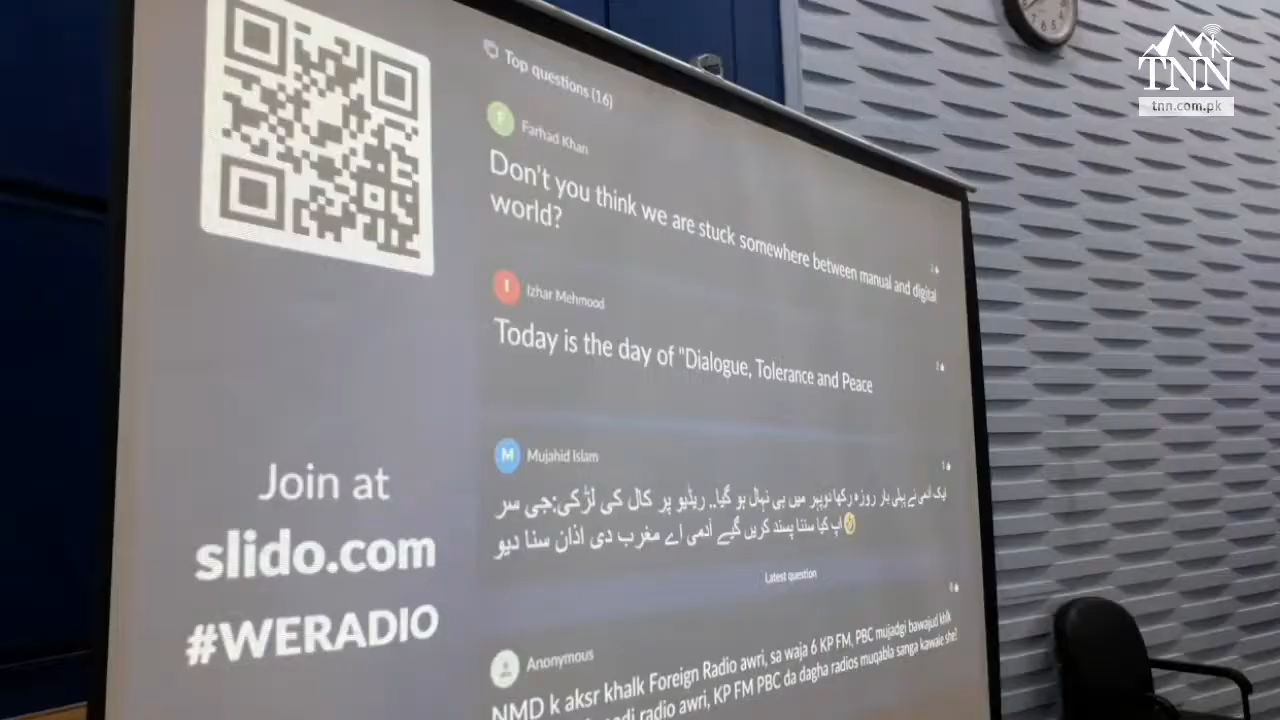 TNN
tnn.com.pk
Top questions (16)
F
Farhad Khan
Don't you think we are stuck somewhere between manual and digital
world?
I
Izhar Mehmood
Today is the day of "Dialogue, Tolerance and Peace
M
Mujahid Islam
1
ایک آدمی نے پہلی بار روزہ رکھا دوپہر میں ہی نہال ہو گیا.. ریڈیو پر کال کی لڑکی:جی سر
آپ کیا سننا پسند کریں گیے آدمی اے مغرب دی اذان سنا دیو🤣
Latest question
Anonymous
NMD k aksr khalk Foreign Radio awri, sa waja 6 KP FM, PBC mujadgi bawajud khlk
radio awri, KP FM PBC da dagha radios muqabla sanga kawale she?
Join at
slido.com
#WERADIO